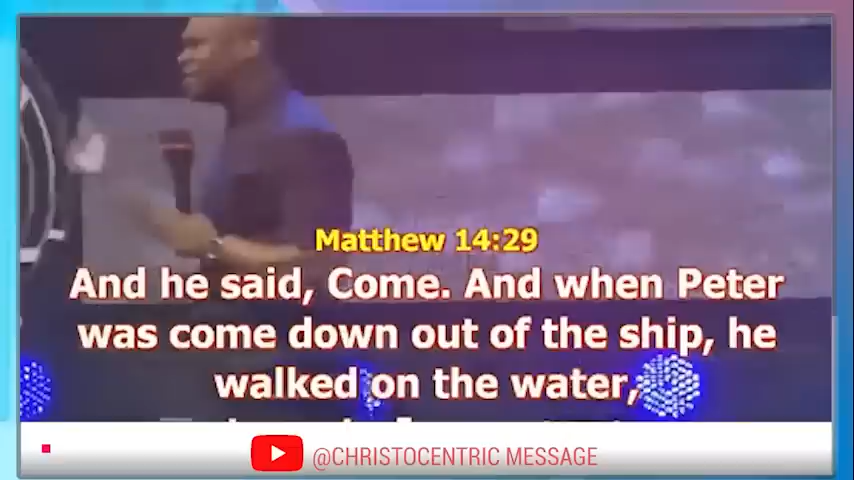 Matthew 14:29
And he said, Come. And when Peter
was come down out of the ship, he
walked on the water,
@CHRISTOCENTRIC MESSAGE